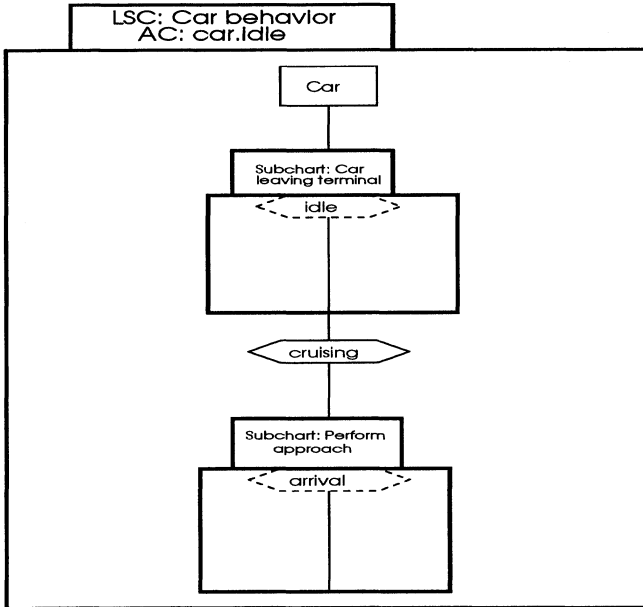 LSC: Car behavior
AC: car.idle
Car
Subchart: Car
leaving terminal
idle
cruising
Subchart: Perform
approach
arrival